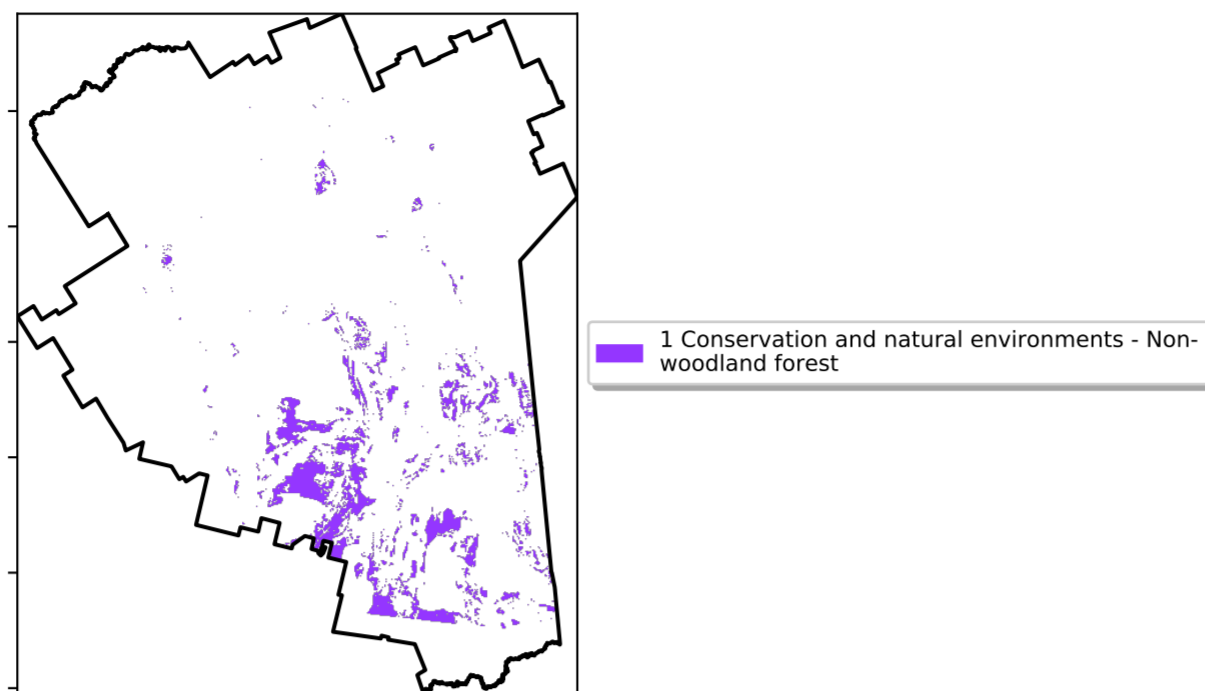 1 Conservation and natural environments - Non-
woodland forest